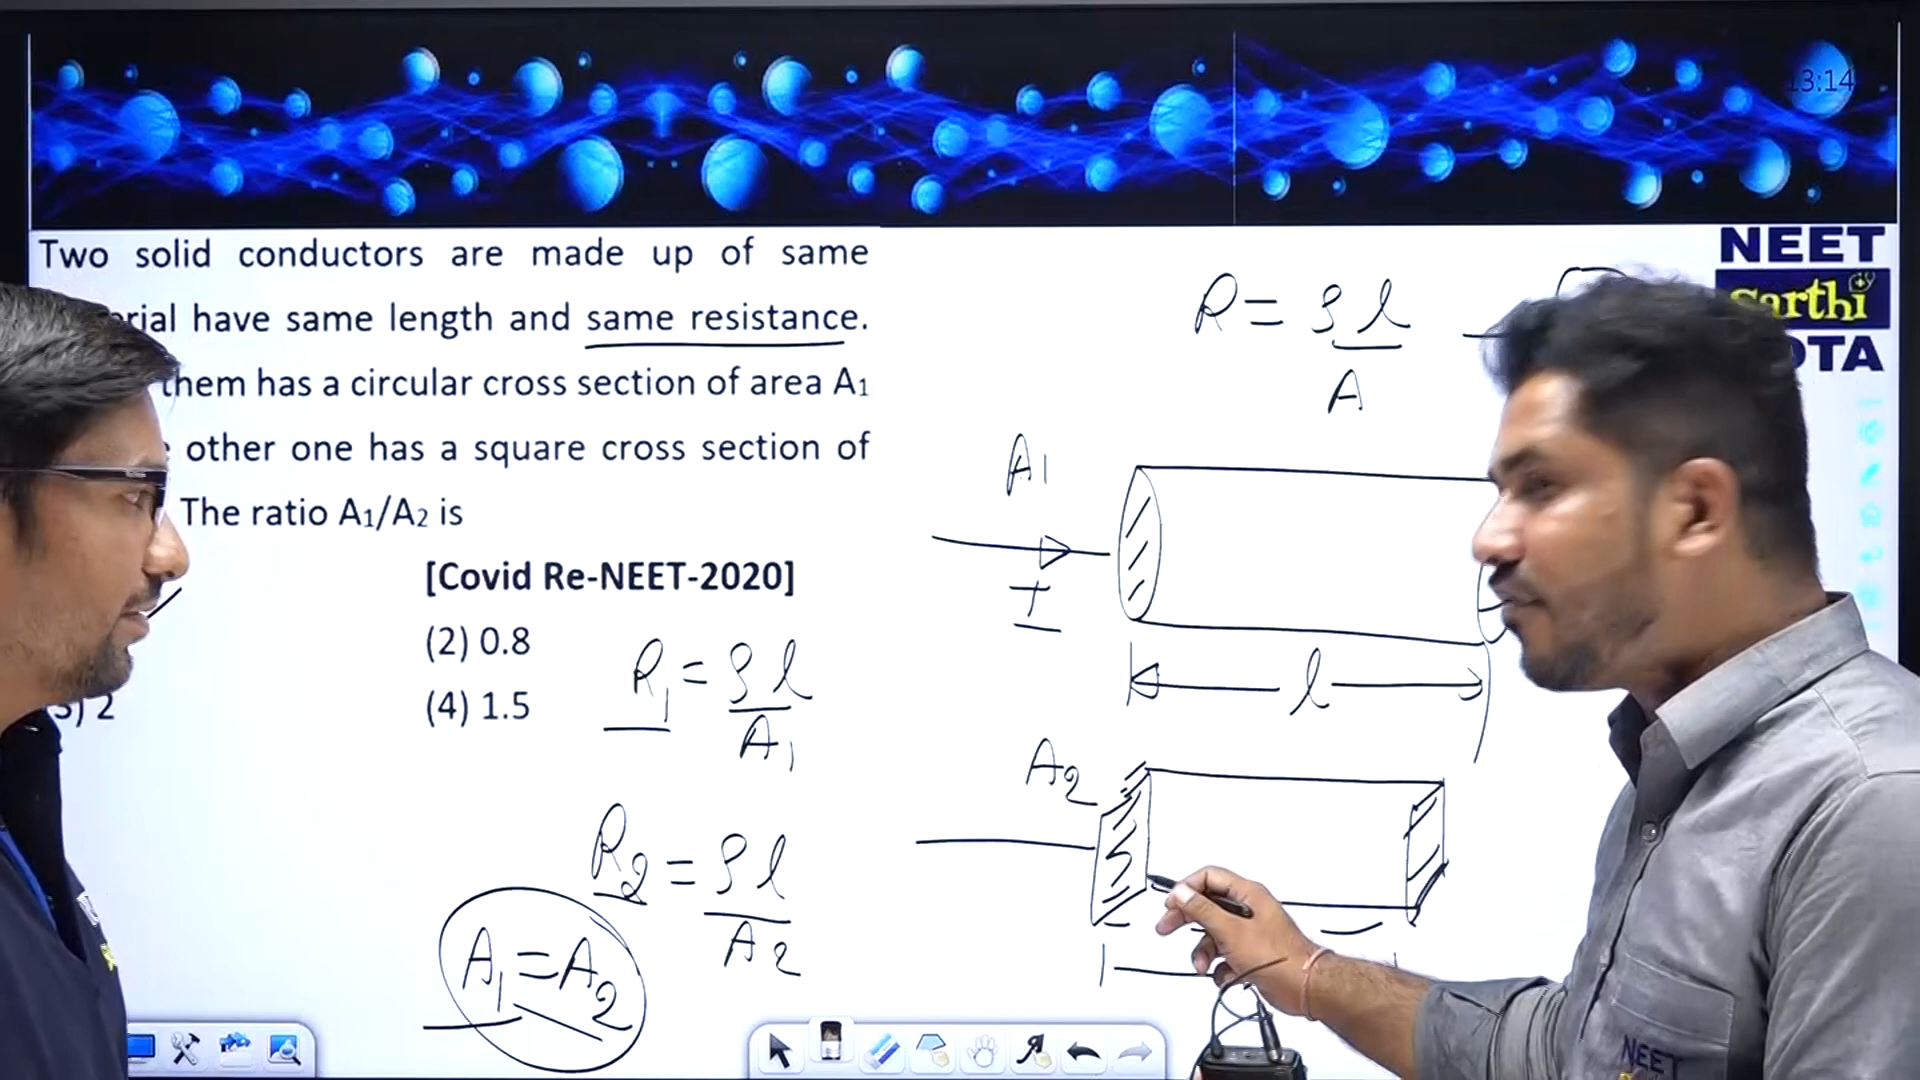 13:14
NEET
sarthi
OTA
Two solid conductors are made up of same
rial have same length and same resistance.
them has a circular cross section of area A₁
other one has a square cross section of
The ratio A₁/A₂ is
[Covid Re-NEET-2020]
(2) 0.8
3) 2
(4) 1.5
R = ρl/A
A₁
I
l
R₁ = ρl/A₁
A₂
R₂ = ρl/A₂
A₁ = A₂
NEET